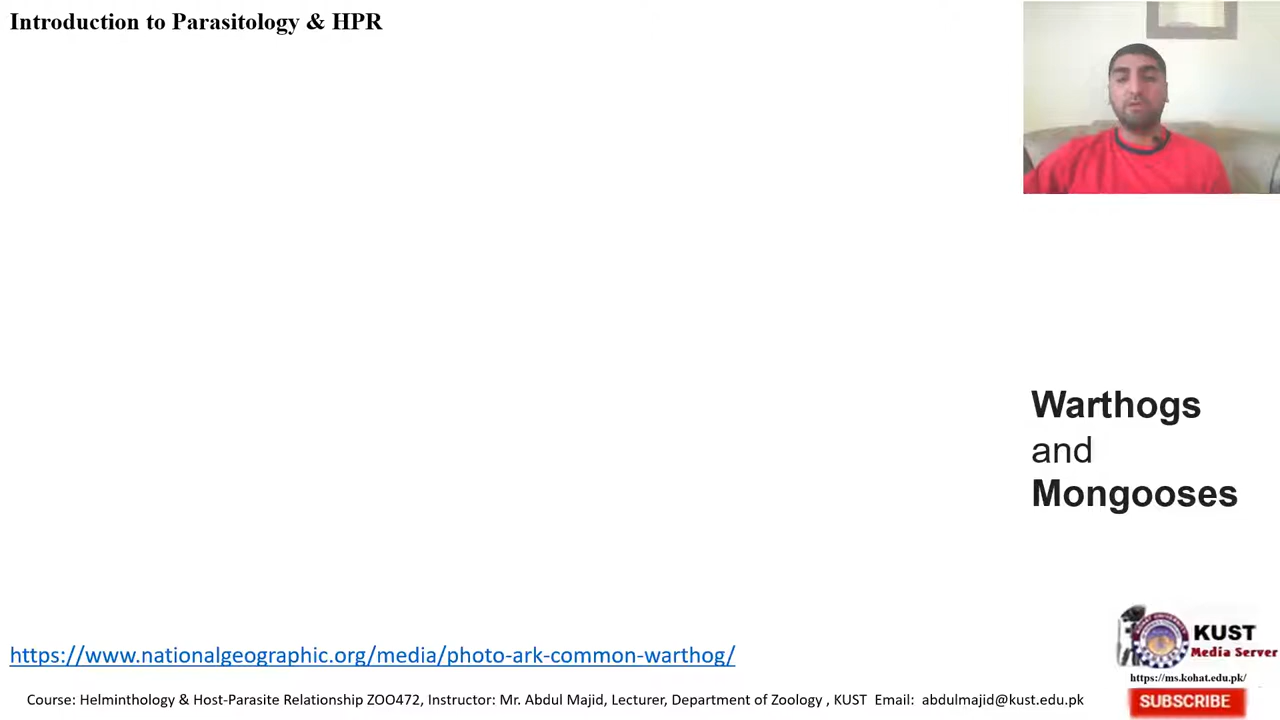 Introduction to Parasitology & HPR
Warthogs
and
Mongooses
https://www.nationalgeographic.org/media/photo-ark-common-warthog/
KUST
Media Server
https://ms.kohat.edu.pk/
SUBSCRIBE
Course: Helminthology & Host-Parasite Relationship ZOO472, Instructor: Mr. Abdul Majid, Lecturer, Department of Zoology , KUST Email: abdulmajid@kust.edu.pk